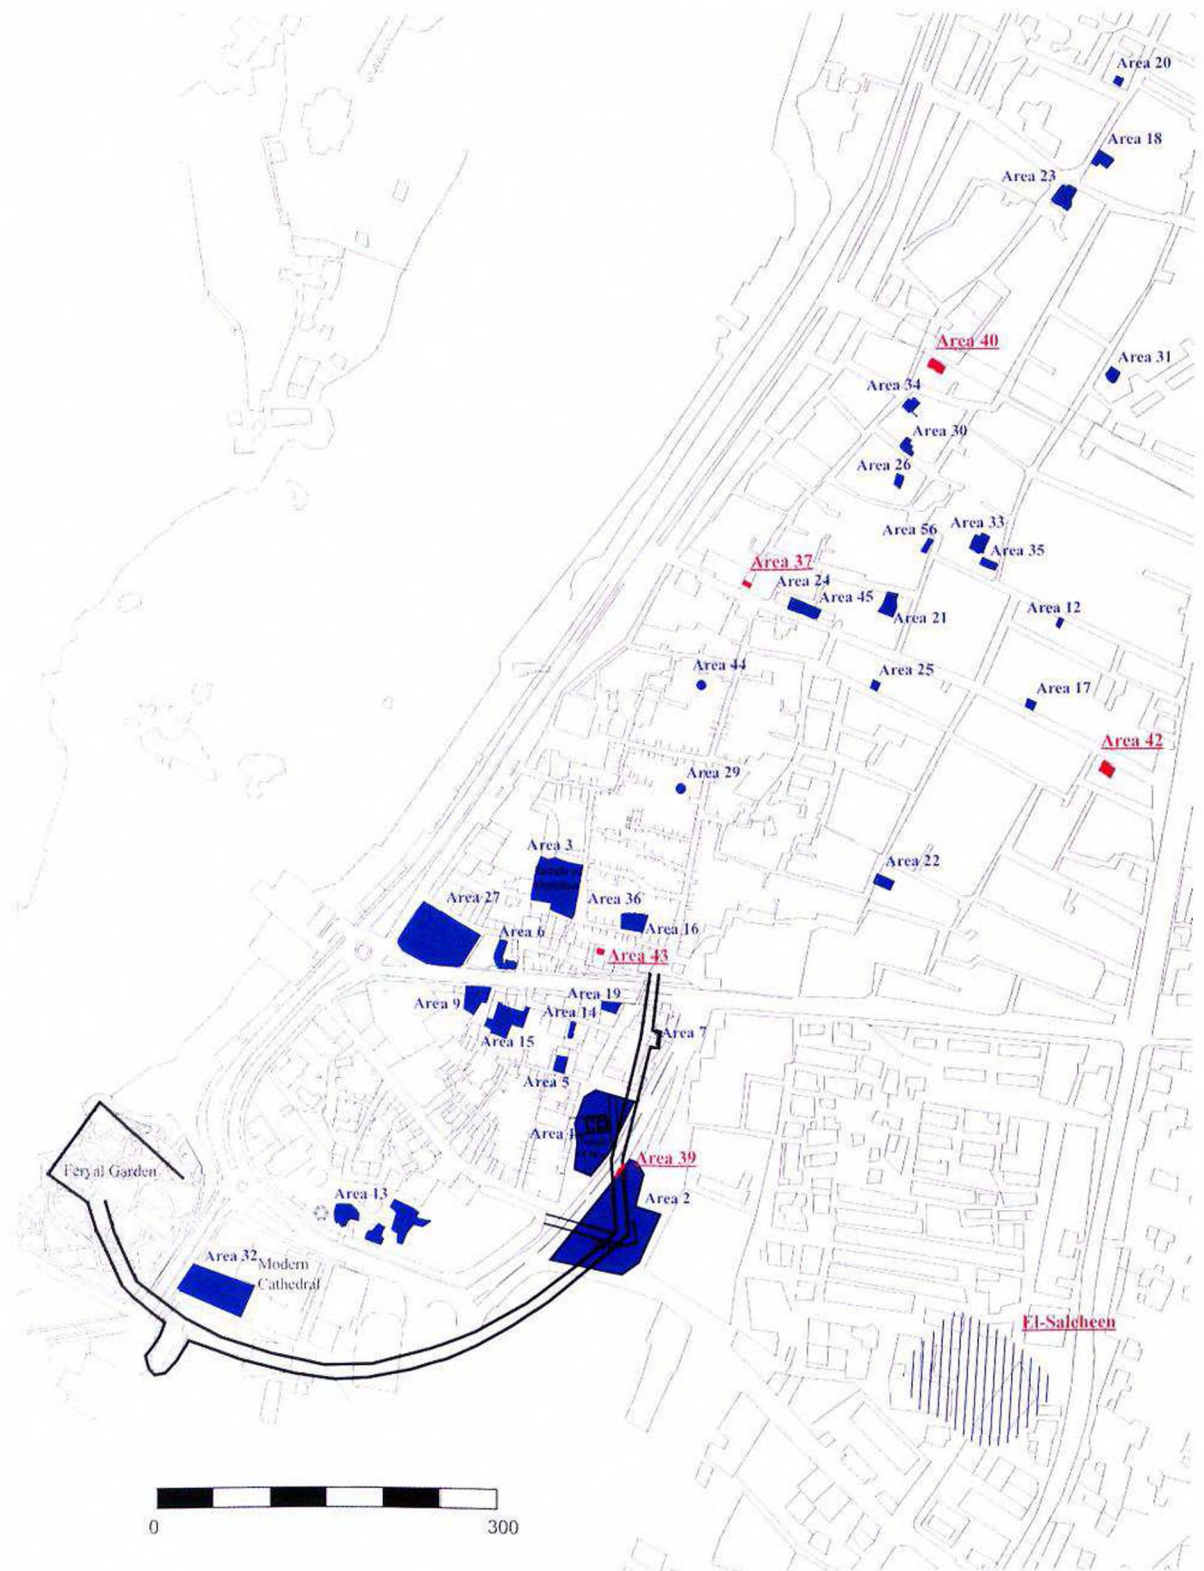 Area 20
Area 18
Area 23
Area 40
Area 31
Area 34
Area 30
Area 26
Area 33
Area 56
Area 35
Area 37
Area 24
Area 45
Area 12
Area 21
Area 44
Area 25
Area 17
Area 42
Area 29
Area 3
Temple of
Domitian
Area 22
Area 27
Area 36
Area 6
Area 16
Area 43
Area 19
Area 9
Area 14
Area 7
Area 15
Area 5
Area 1
Area 39
Feryal Garden
Area 13
Area 2
Area 32
Modern
Cathedral
El-Salcheen
0
300